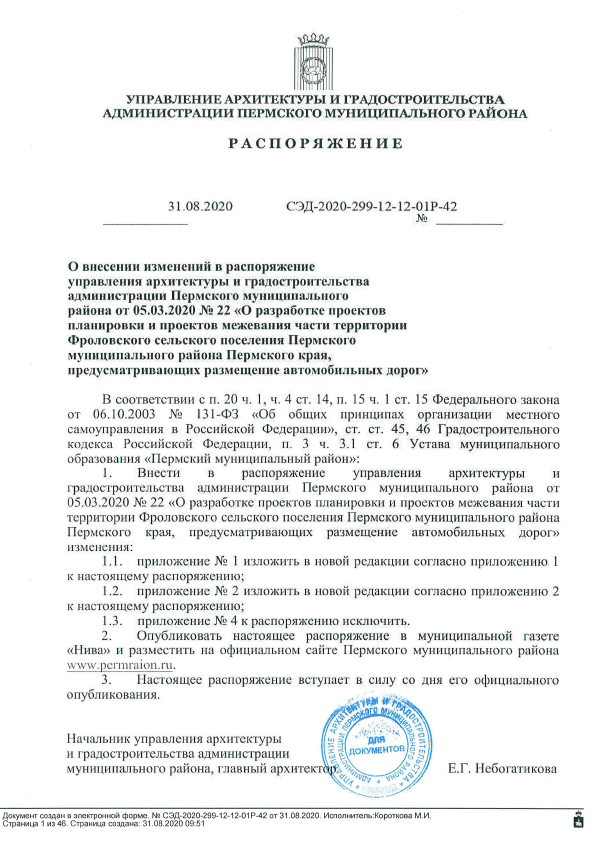 УПРАВЛЕНИЕ АРХИТЕКТУРЫ И ГРАДОСТРОИТЕЛЬСТВА
АДМИНИСТРАЦИИ ПЕРМСКОГО МУНИЦИПАЛЬНОГО РАЙОНА
РАСПОРЯЖЕНИЕ
31.08.2020 СЭД-2020-299-12-12-01Р-42
№
О внесении изменений в распоряжение
управления архитектуры и градостроительства
администрации Пермского муниципального
района от 05.03.2020 № 22 «О разработке проектов
планировки и проектов межевания части территории
Фроловского сельского поселения Пермского
муниципального района Пермского края,
предусматривающих размещение автомобильных дорог»
В соответствии с п. 20 ч. 1, ч. 4 ст. 14, п. 15 ч. 1 ст. 15 Федерального закона
от 06.10.2003 № 131-ФЗ «Об общих принципах организации местного
самоуправления в Российской Федерации», ст. ст. 45, 46 Градостроительного
кодекса Российской Федерации, п. 3 ч. 3.1 ст. 6 Устава муниципального
образования «Пермский муниципальный район»:
1. Внести в распоряжение управления архитектуры и
градостроительства администрации Пермского муниципального района от
05.03.2020 № 22 «О разработке проектов планировки и проектов межевания части
территории Фроловского сельского поселения Пермского муниципального района
Пермского края, предусматривающих размещение автомобильных дорог»
изменения:
1.1. приложение № 1 изложить в новой редакции согласно приложению 1
к настоящему распоряжению;
1.2. приложение № 2 изложить в новой редакции согласно приложению 2
к настоящему распоряжению;
1.3. приложение № 4 к распоряжению исключить.
2. Опубликовать настоящее распоряжение в муниципальной газете
«Нива» и разместить на официальном сайте Пермского муниципального района
www.permraion.ru.
3. Настоящее распоряжение вступает в силу со дня его официального
опубликования.
Начальник управления архитектуры
и градостроительства администрации
муниципального района, главный архитектор
Е.Г. Небогатикова
УПРАВЛЕНИЕ АРХИТЕКТУРЫ И ГРАДОСТРОИТЕЛЬСТВА
АДМИНИСТРАЦИИ ПЕРМСКОГО МУНИЦИПАЛЬНОГО РАЙОНА
ДЛЯ
ДОКУМЕНТОВ
Документ создан в электронной форме. № СЭД-2020-299-12-12-01Р-42 от 31.08.2020. Исполнитель:Короткова М.И.
Страница 1 из 46. Страница создана: 31.08.2020 09:51